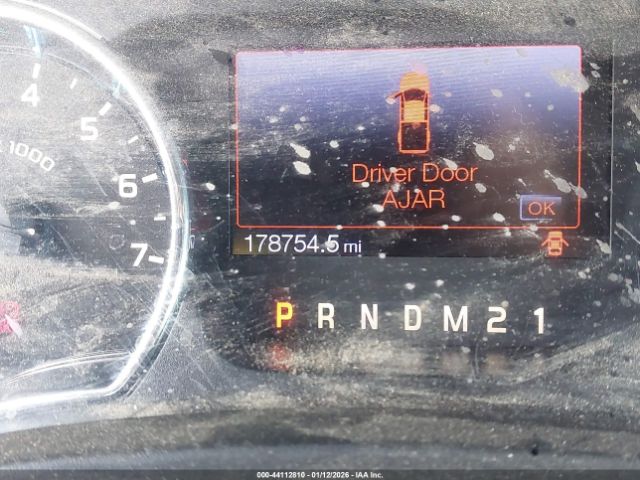 4
5
x 1000
6
7
Driver Door
AJAR
OK
178754.5 mi
P R N D M 2 1
000-44112810 - 01/12/2026 - IAA Inc.